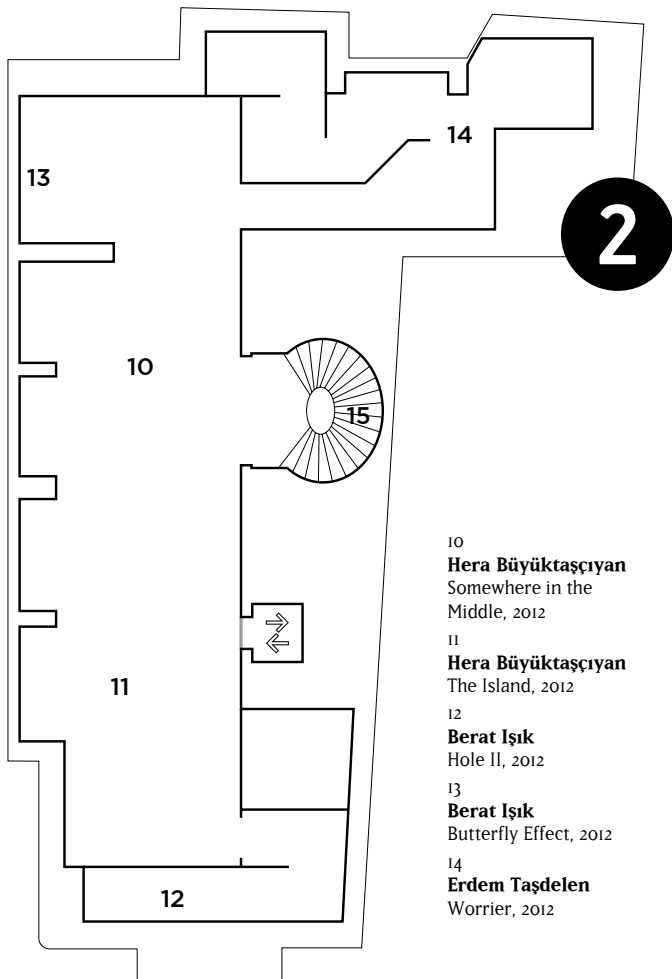 14
13
2
10
15
11
12
10
Hera Büyüktaşçıyan
Somewhere in the
Middle, 2012
11
Hera Büyüktaşçıyan
The Island, 2012
12
Berat Işık
Hole II, 2012
13
Berat Işık
Butterfly Effect, 2012
14
Erdem Taşdelen
Worrier, 2012